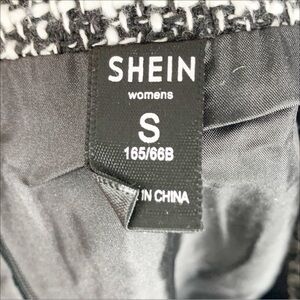 SHEIN
womens
S
165/66B
IN CHINA